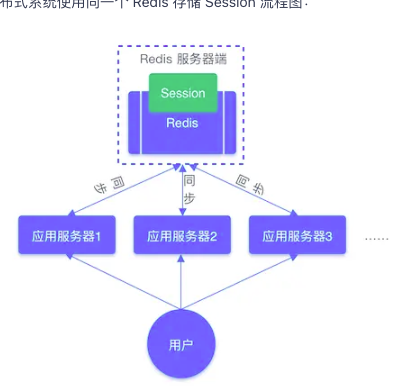 布式系统使用同一个 Redis 存储 Session 流程图：
Redis 服务器端
Session
Redis
同步
同步
同步
应用服务器1
应用服务器2
应用服务器3
……
用户